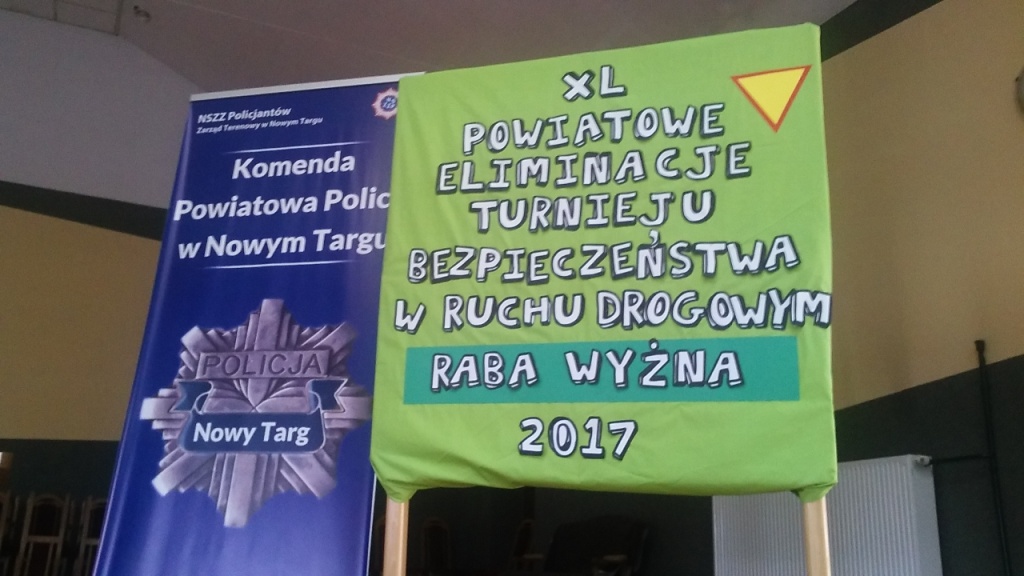 NSZZ Policjantów
Zarząd Terenowy w Nowym Targu
Komenda
Powiatowa Polic
w Nowym Targu
POLICJA
Nowy Targ
XL
POWIATOWE
ELIMINACJE
TURNIEJU
BEZPIECZEŃSTWA
W RUCHU DROGOWYM
RABA WYŻNA
2017